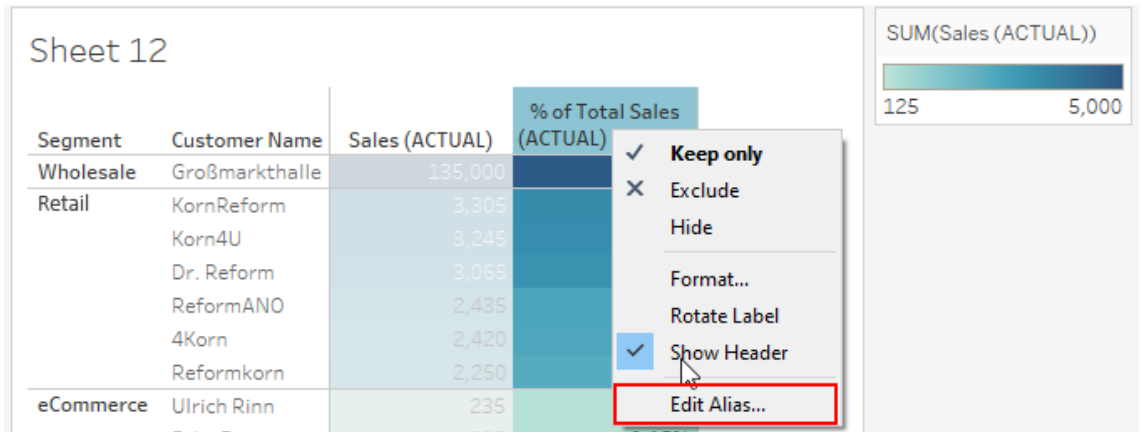 Sheet 12
SUM(Sales (ACTUAL))
125 5,000
% of Total Sales
Segment Customer Name Sales (ACTUAL) (ACTUAL)
Wholesale Großmarkthalle 135,000
Retail KornReform 3,305
Korn4U 3,245
Dr. Reform 3,065
ReformANO 2,435
4Korn 2,420
Reformkorn 2,250
eCommerce Ulrich Rinn 235
Keep only
Exclude
Hide
Format...
Rotate Label
Show Header
Edit Alias...